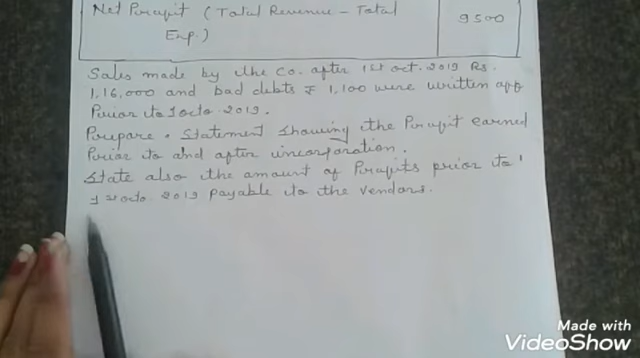 Net Profit (Total Revenue - Total
Exp.)
9500
Sales made by the Co. after 1st Oct. 2019 Rs.
1,16,000 and bad debts ₹ 1,100 were written off
Prior to 1 Octo. 2019.
Prepare a Statement showing the Profit earned
Prior to and after incorporation.
State also the amount of Profits prior to
1st Octo. 2019 payable to the vendors.
Made with
VideoShow